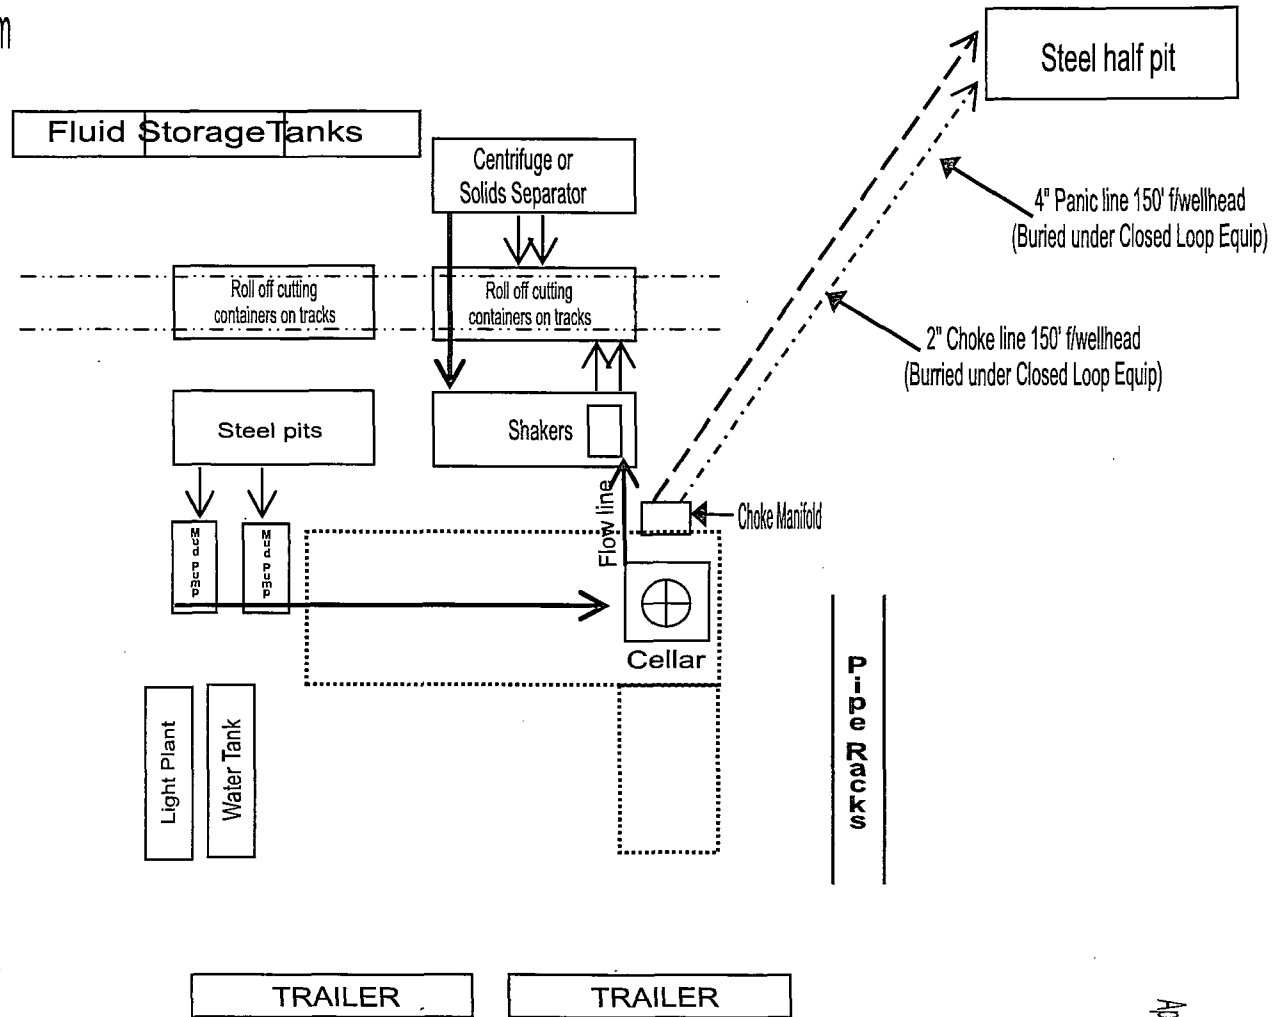 m
Steel half pit
Fluid StorageTanks
Centrifuge or
Solids Separator
4" Panic line 150' f/wellhead
(Buried under Closed Loop Equip)
Roll off cutting
containers on tracks
Roll off cutting
containers on tracks
2" Choke line 150' f/wellhead
(Burried under Closed Loop Equip)
Steel pits
Shakers
Flow line
Choke Manifold
Mud pump
Mud pump
Cellar
Pipe Racks
Light Plant
Water Tank
TRAILER
TRAILER
Ap